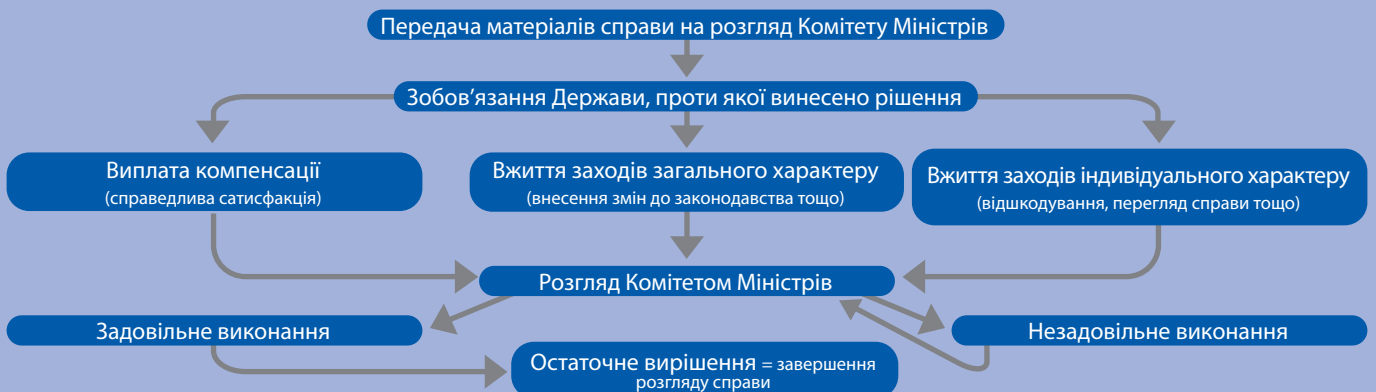 Передача матеріалів справи на розгляд Комітету Міністрів
Зобов’язання Держави, проти якої винесено рішення
Виплата компенсації
(справедлива сатисфакція)
Вжиття заходів загального характеру
(внесення змін до законодавства тощо)
Вжиття заходів індивідуального характеру
(відшкодування, перегляд справи тощо)
Розгляд Комітетом Міністрів
Задовільне виконання
Незадовільне виконання
Остаточне вирішення = завершення
розгляду справи